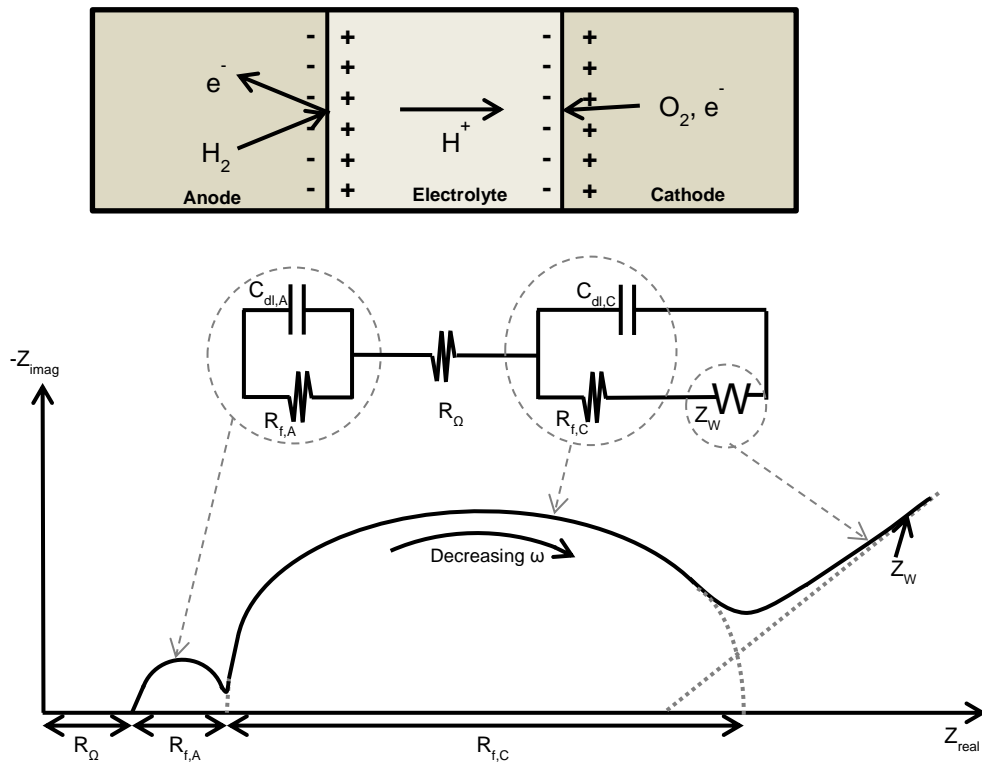 - + - +
- + - +
- + - +
- + - +
- + - +
- + - +
e-
H2
H+
O2, e-
Anode
Electrolyte
Cathode
Cdl,A
Rf,A
RΩ
Cdl,C
Rf,C
ZW
-Zimag
Decreasing ω
ZW
RΩ
Rf,A
Rf,C
Zreal